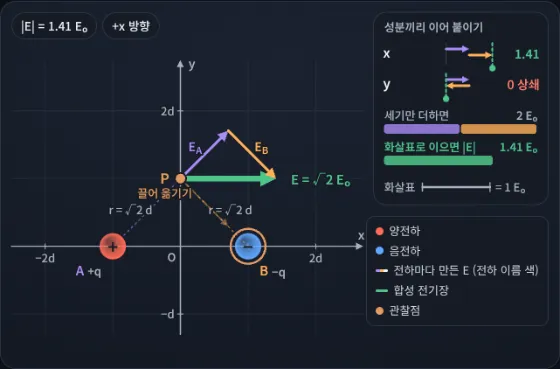 |E| = 1.41 E₀
+x 방향
y
2d
E_A
E_B
P
E = √2 E₀
끌어 옮기기
r = √2 d
r = √2 d
x
−2d
O
2d
+
−
A +q
B −q
−d
성분끼리 이어 붙이기
x 1.41
y 0 상쇄
세기만 더하면 2 E₀
화살표로 이으면 |E| 1.41 E₀
화살표 = 1 E₀
양전하
음전하
전하마다 만든 E (전하 이름 색)
합성 전기장
관찰점